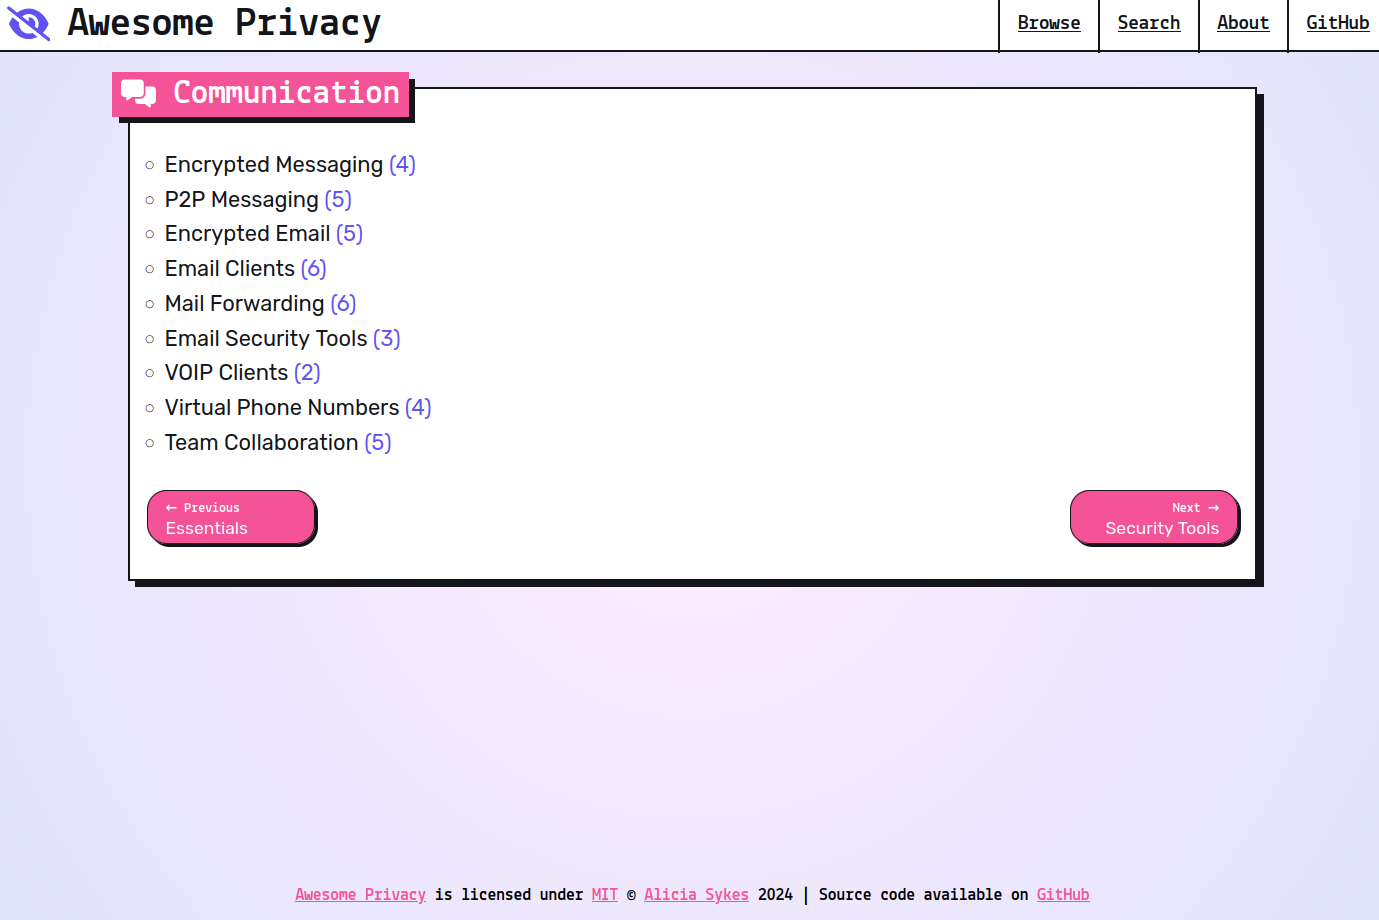 Awesome Privacy
Browse
Search
About
GitHub
Communication
Encrypted Messaging (4)
P2P Messaging (5)
Encrypted Email (5)
Email Clients (6)
Mail Forwarding (6)
Email Security Tools (3)
VOIP Clients (2)
Virtual Phone Numbers (4)
Team Collaboration (5)
← Previous
Essentials
Next →
Security Tools
Awesome Privacy is licensed under MIT © Alicia Sykes 2024 | Source code available on GitHub